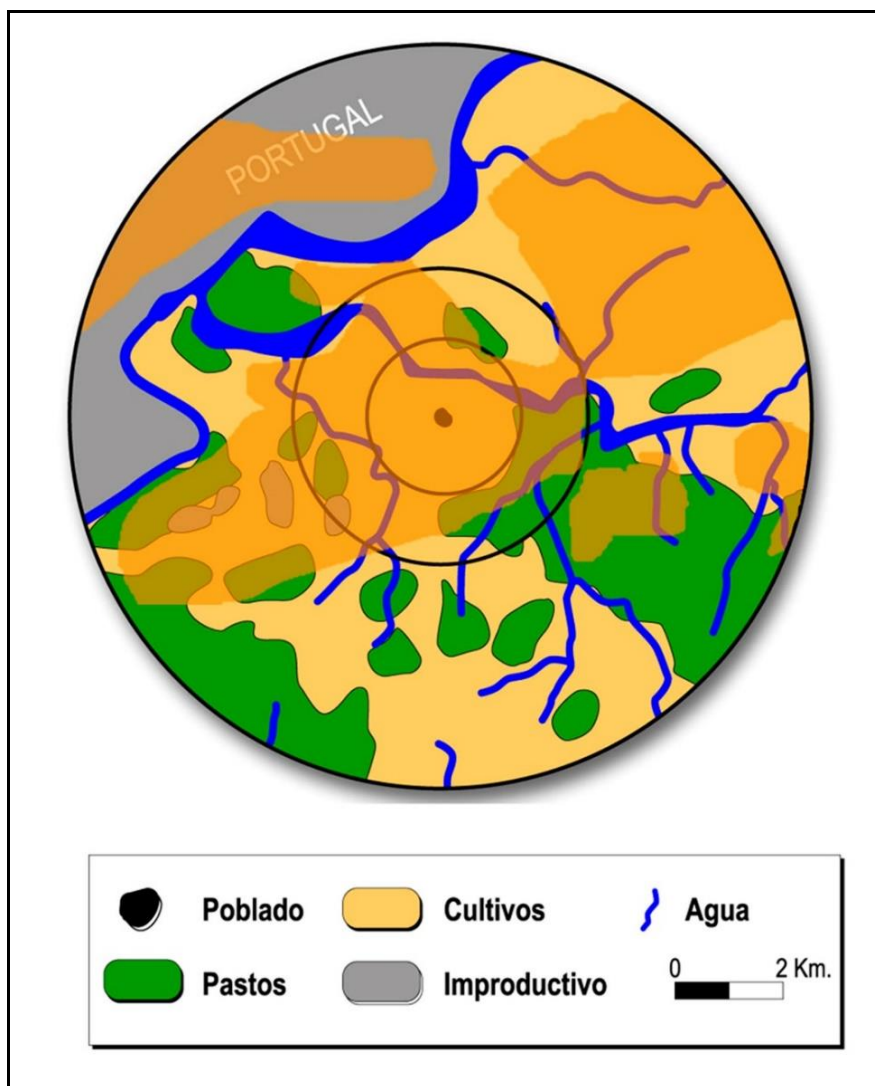 PORTUGAL
Poblado
Cultivos
Agua
Pastos
Improductivo
0 2 Km.